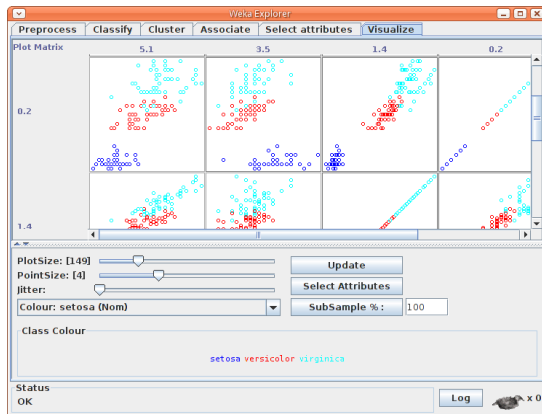 Weka Explorer
Preprocess Classify Cluster Associate Select attributes Visualize
Plot Matrix 5.1 3.5 1.4 0.2
0.2
1.4
PlotSize: [149]
Update
PointSize: [4]
Select Attributes
Jitter:
Colour: setosa (Nom)
SubSample % :
100
Class Colour
setosa versicolor virginica
Status
OK
Log
x 0